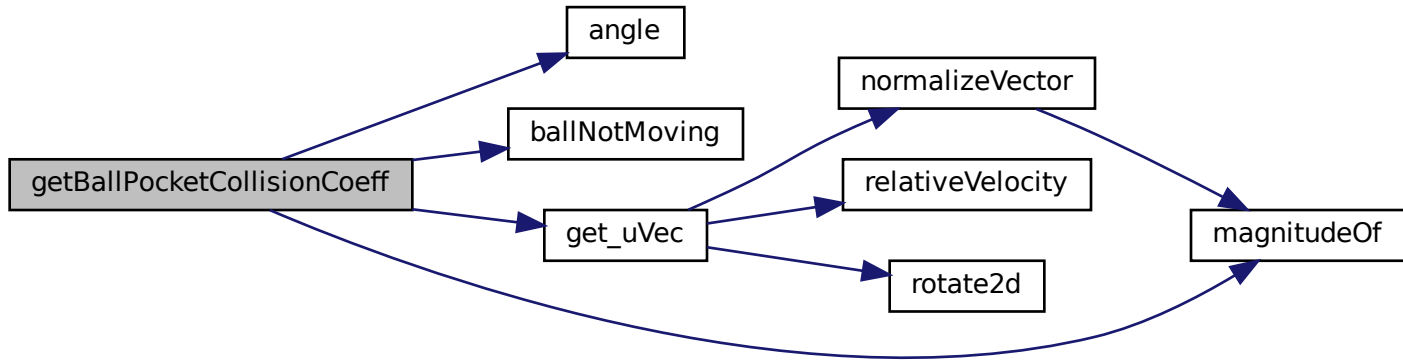 angle
normalizeVector
ballNotMoving
getBallPocketCollisionCoeff
relativeVelocity
get_uVec
magnitudeOf
rotate2d